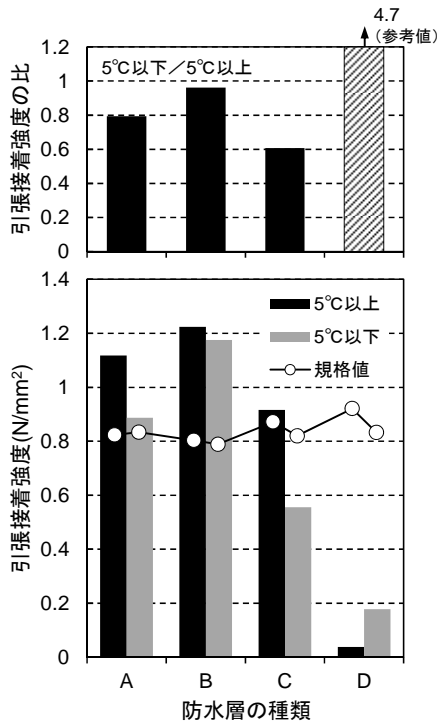 4.7
(参考値)
引張接着強度の比
1.2
1
0.8
0.6
0.4
0.2
0
5℃以下／5℃以上
引張接着強度(N/mm²)
1.4
1.2
1
0.8
0.6
0.4
0.2
0
5℃以上
5℃以下
規格値
A B C D
防水層の種類